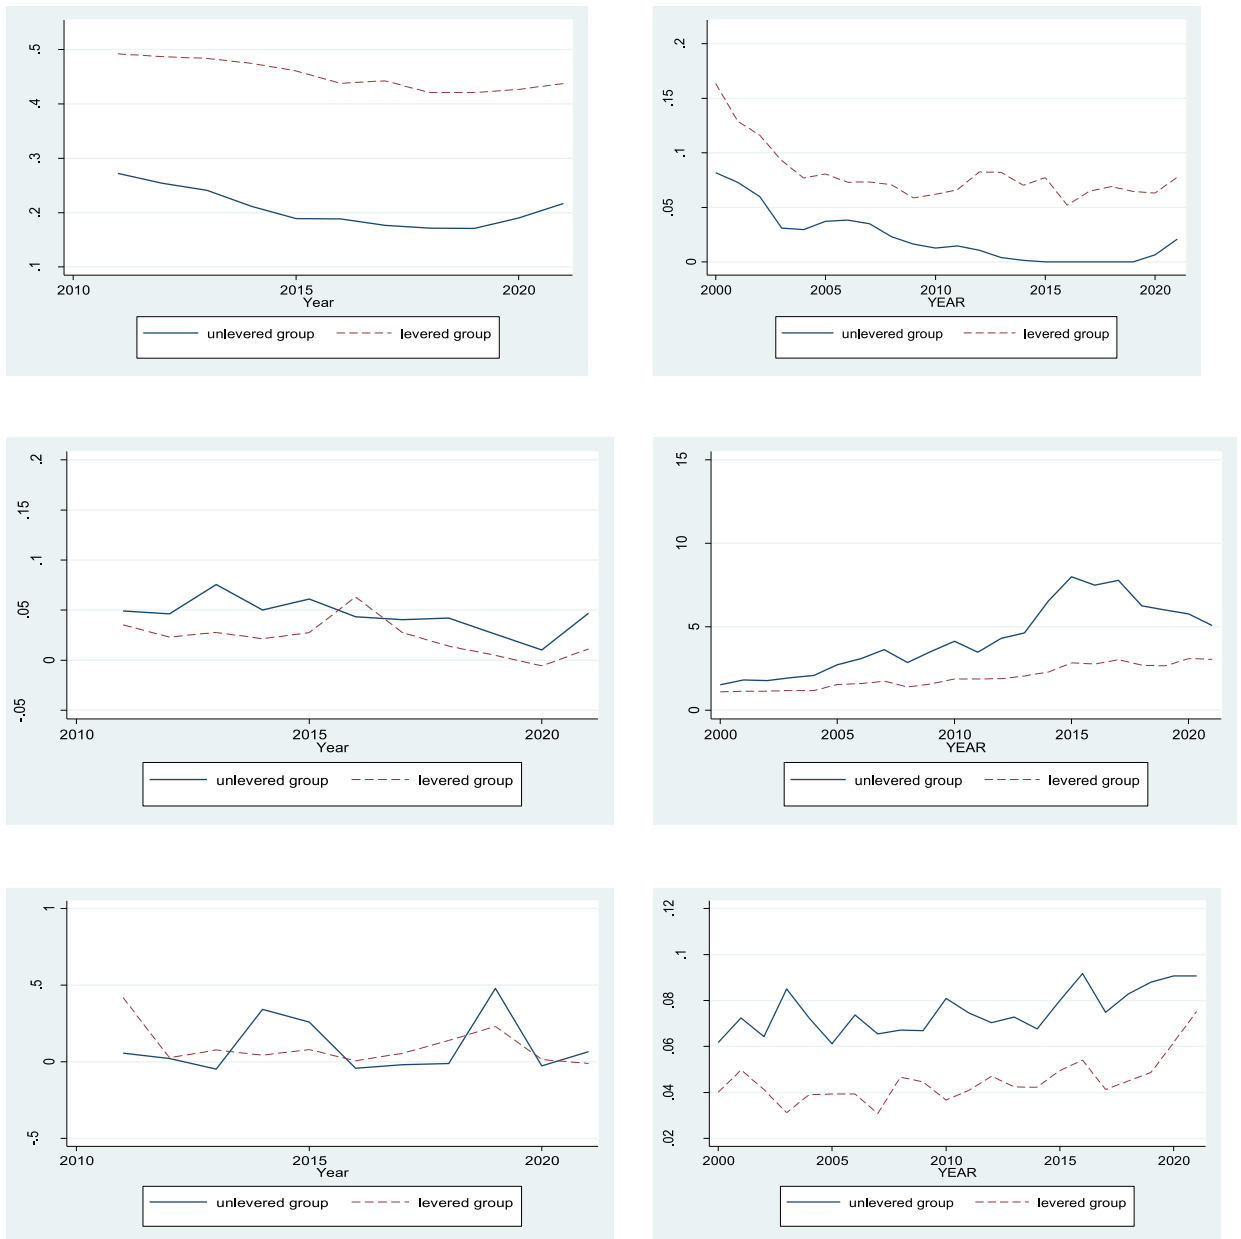 .5
.4
.3
.2
.1
2010 2015 2020
Year
unlevered group levered group
.2
.15
.1
.05
0
2000 2005 2010 2015 2020
YEAR
unlevered group levered group
.2
.15
.1
.05
0
-.05
2010 2015 2020
Year
unlevered group levered group
15
10
5
0
2000 2005 2010 2015 2020
YEAR
unlevered group levered group
1
.5
0
-.5
2010 2015 2020
Year
unlevered group levered group
.12
.1
.08
.06
.04
.02
2000 2005 2010 2015 2020
YEAR
unlevered group levered group